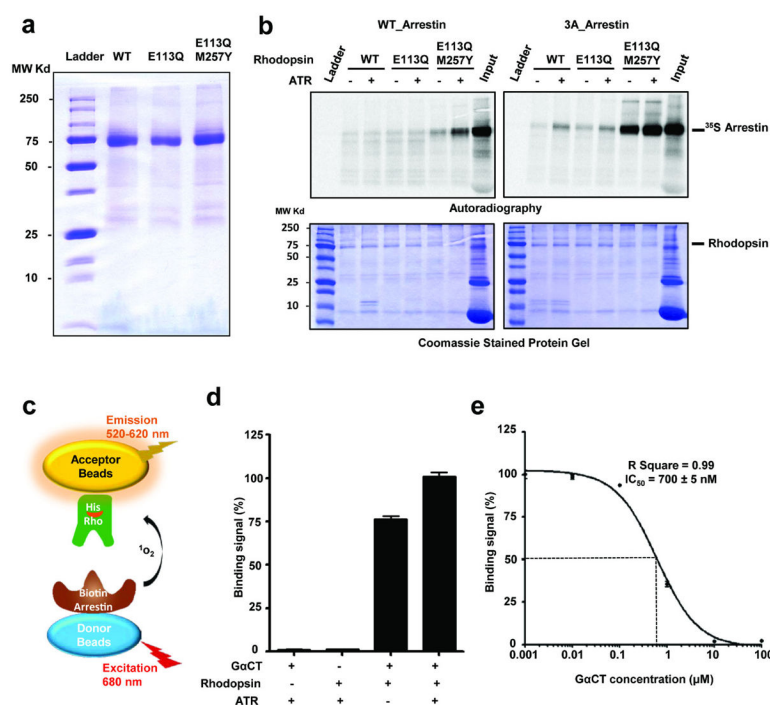 a
Ladder WT E113Q E113Q M257Y
MW Kd
250
75
50
25
10
b
WT_Arrestin 3A_Arrestin
Rhodopsin Ladder WT E113Q E113Q M257Y Input Ladder WT E113Q E113Q M257Y Input
ATR - + - + - + - + - + - +
35S Arrestin
Autoradiography
MW Kd
250
75
50
25
10
Rhodopsin
Coomassie Stained Protein Gel
c
Emission
520-620 nm
Acceptor
Beads
His
Rho
1O2
Biotin
Arrestin
Donor
Beads
Excitation
680 nm
d
Binding signal (%)
125
100
75
50
25
0
GαCT + - + +
Rhodopsin - + + +
ATR + + - +
e
Binding signal (%)
125
100
75
50
25
0
R Square = 0.99
IC50 = 700 ± 5 nM
0.001 0.01 0.1 1 10 100
GαCT concentration (µM)